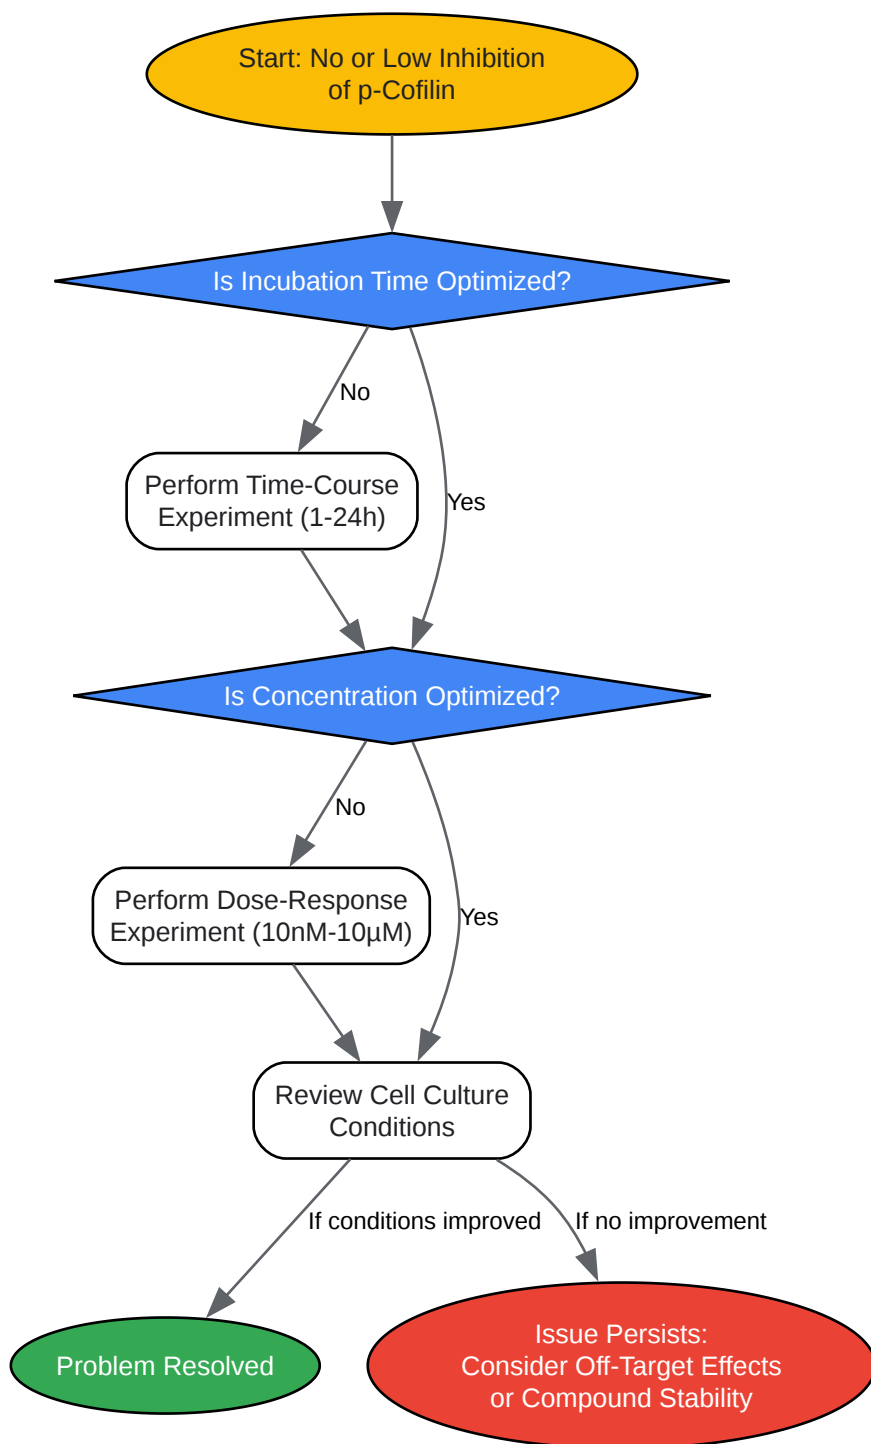 Start: No or Low Inhibition
of p-Cofilin
Is Incubation Time Optimized?
No
Perform Time-Course
Experiment (1-24h)
Yes
Is Concentration Optimized?
No
Perform Dose-Response
Experiment (10nM-10µM)
Yes
Review Cell Culture
Conditions
If conditions improved
If no improvement
Problem Resolved
Issue Persists:
Consider Off-Target Effects
or Compound Stability